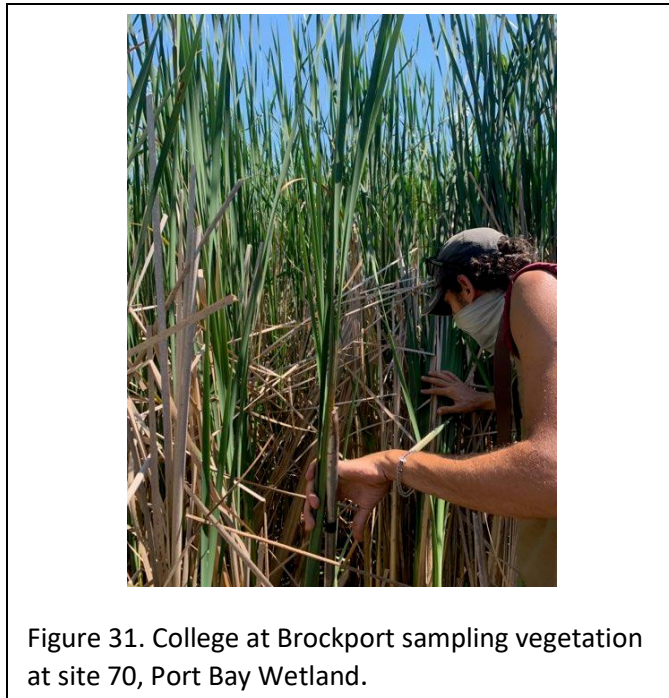 Figure 31. College at Brockport sampling vegetation
at site 70, Port Bay Wetland.